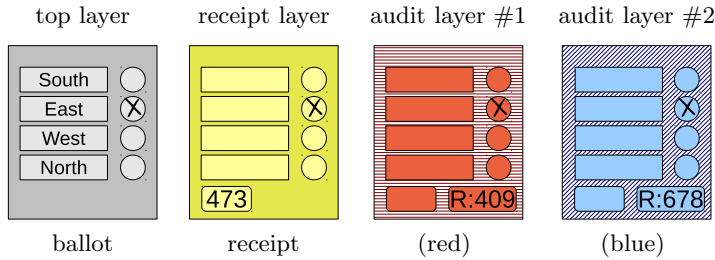 top layer
receipt layer
audit layer #1
audit layer #2
South
East
West
North
473
R:409
R:678
ballot
receipt
(red)
(blue)